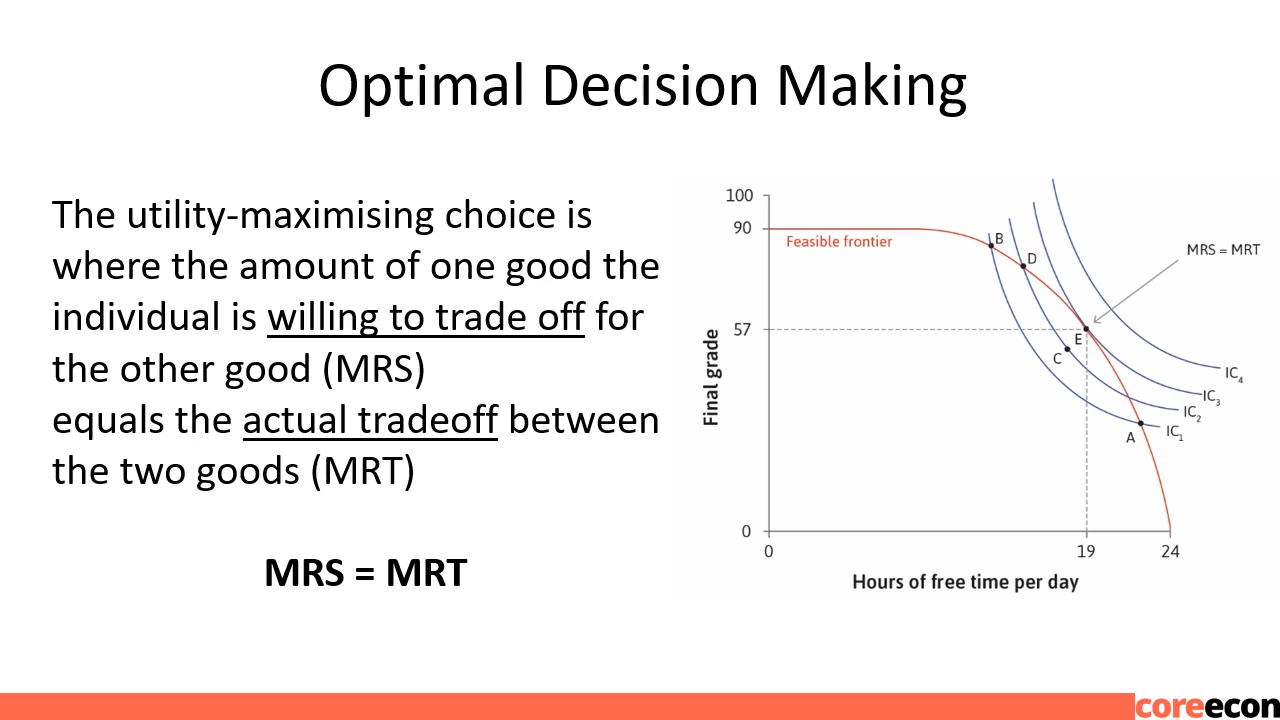 Optimal Decision Making
The utility-maximising choice is
where the amount of one good the
individual is willing to trade off for
the other good (MRS)
equals the actual tradeoff between
the two goods (MRT)
MRS = MRT
100
90
57
0
Final grade
Feasible frontier
B
D
E
C
A
MRS = MRT
IC4
IC3
IC2
IC1
0
19
24
Hours of free time per day
coreecon